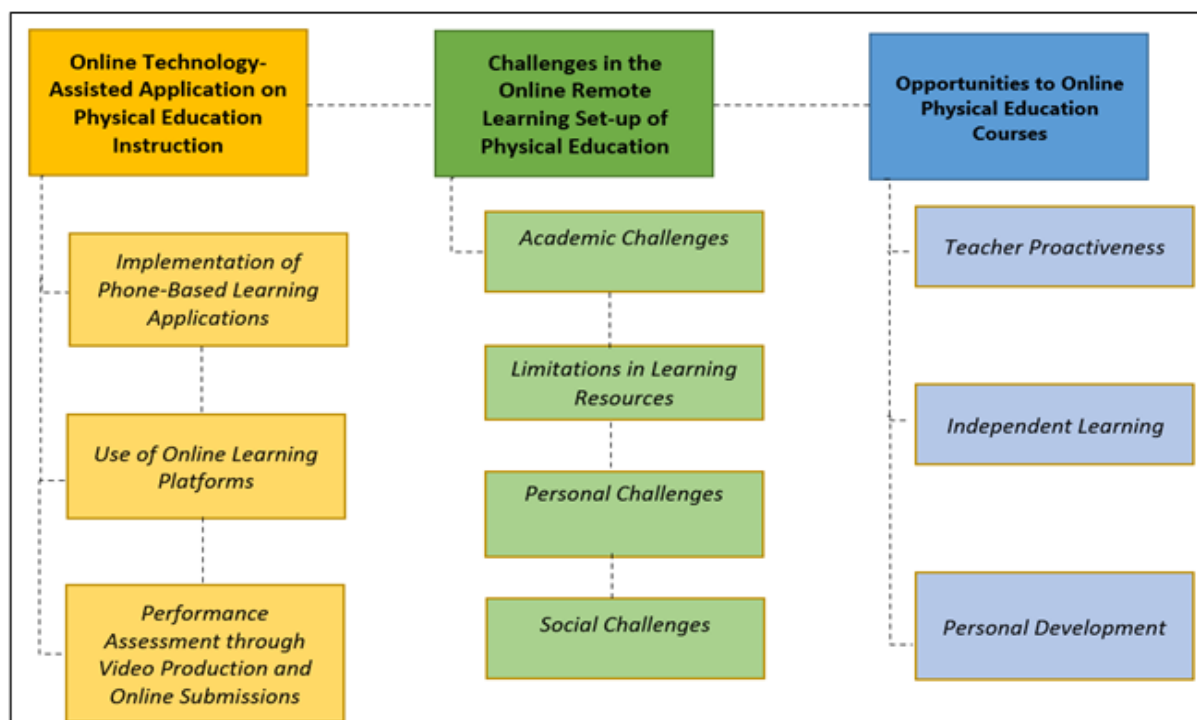 Online Technology-
Assisted Application on
Physical Education
Instruction
Implementation of
Phone-Based Learning
Applications
Use of Online Learning
Platforms
Performance
Assessment through
Video Production and
Online Submissions
Challenges in the
Online Remote
Learning Set-up of
Physical Education
Academic Challenges
Limitations in Learning
Resources
Personal Challenges
Social Challenges
Opportunities to Online
Physical Education
Courses
Teacher Proactiveness
Independent Learning
Personal Development